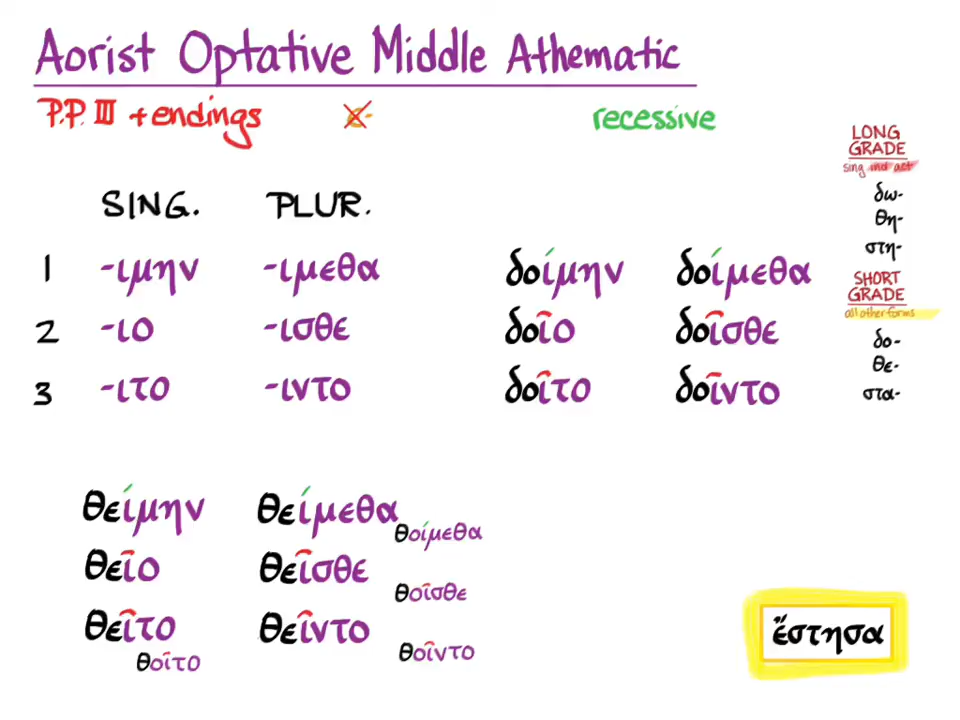 Aorist Optative Middle Athematic
P.P. III + endings ε- recessive
LONG GRADE
sing ind act
δω-
θη-
στη-
SHORT GRADE
all other forms
δο-
θε-
στα-
SING. PLUR.
1 -ιμην -ιμεθα δοίμην δοίμεθα
2 -ιο -ισθε δοῖο δοῖσθε
3 -ιτο -ιντο δοῖτο δοῖντο
θείμην θείμεθα
θοίμεθα
θεῖο θεῖσθε
θοῖσθε
θεῖτο θεῖντο
θοῖτο θοῖντο
ἔστησα